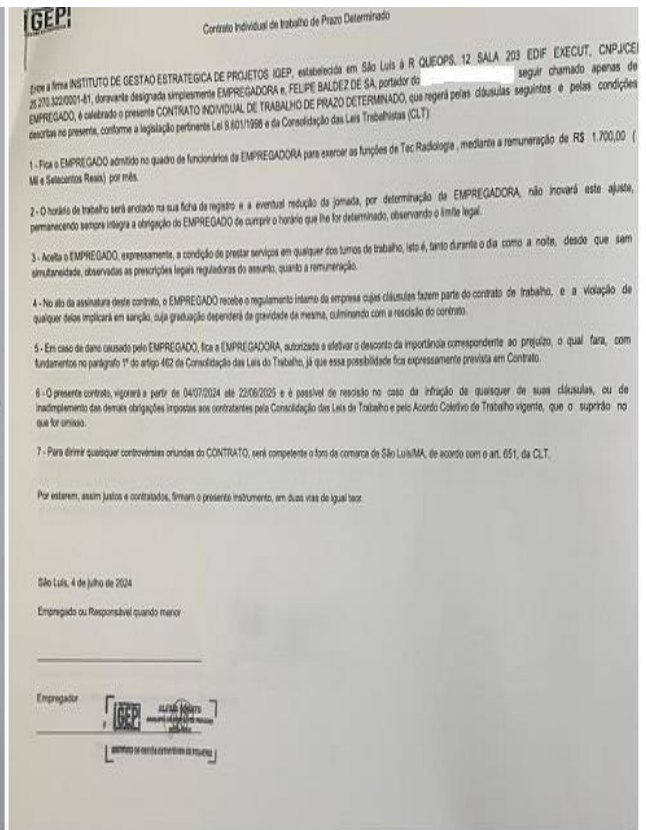 IGEPI
Contrato Individual de trabalho de Prazo Determinado
Entre a firma INSTITUTO DE GESTAO ESTRATEGICA DE PROJETOS IGEP, estabelecida em São Luis à R QUEOPS, 12 SALA 203 EDIF EXECUT, CNPJ/CEI
25.270.322/0001-81, doravante designada simplesmente EMPREGADORA e, FELIPE BALDEZ DE SA, portador do seguir chamado apenas de
EMPREGADO, é celebrado o presente CONTRATO INDIVIDUAL DE TRABALHO DE PRAZO DETERMINADO, que regerá pelas cláusulas seguintos e pelas condições
descritas no presente, conforme a legislação pertinente Lei 9.601/1998 e da Consolidação das Leis Trabalhistas (CLT):
1 - Fica o EMPREGADO admitido no quadro de funcionários da EMPREGADORA para exercer as funções de Tec Radiologia , mediante a remuneração de R$ 1.700,00 (
Mil e Setecentos Reais) por mês.
2 - O horário de trabalho será anotado na sua ficha de registro e a eventual redução da jornada, por determinação da EMPREGADORA, não inovará este ajuste,
permanecendo sempre íntegra a obrigação do EMPREGADO de cumprir o horário que lhe for determinado, observando o limite legal.
3 - Aceita o EMPREGADO, expressamente, a condição de prestar serviços em qualquer dos turnos de trabalho, isto é, tanto durante o dia como a noite, desde que sem
simultaneidade, observadas as prescrições legais reguladoras do assunto, quanto a remuneração.
4 - No ato da assinatura deste contrato, o EMPREGADO recebe o regulamento interno da empresa cujas cláusulas fazem parte do contrato de trabalho, e a violação de
qualquer delas implicará em sanção, cuja graduação dependerá da gravidade da mesma, culminando com a rescisão do contrato.
5 - Em caso de dano causado pelo EMPREGADO, fica a EMPREGADORA, autorizada a efetivar o desconto da importância correspondente ao prejuízo, o qual fara, com
fundamentos no parágrafo 1º do artigo 462 da Consolidação das Leis do Trabalho, já que essa possibilidade fica expressamente prevista em Contrato.
6 - O presente contrato, vigorará a partir de 04/07/2024 até 22/06/2025 e é passível de rescisão no caso da infração de quaisquer de suas cláusulas, ou de
inadimplemento das demais obrigações impostas aos contratantes pela Consolidação das Leis de Trabalho e pelo Acordo Coletivo de Trabalho vigente, que o suprirão no
que for omisso.
7 - Para dirimir quaisquer controvérsias oriundas do CONTRATO, será competente o foro da comarca de São Luís/MA, de acordo com o art. 651, da CLT.
Por estarem, assim justos e contratados, firmam o presente instrumento, em duas vias de igual teor.
São Luis, 4 de julho de 2024
Empregado ou Responsável quando menor
Empregador
IGEPI